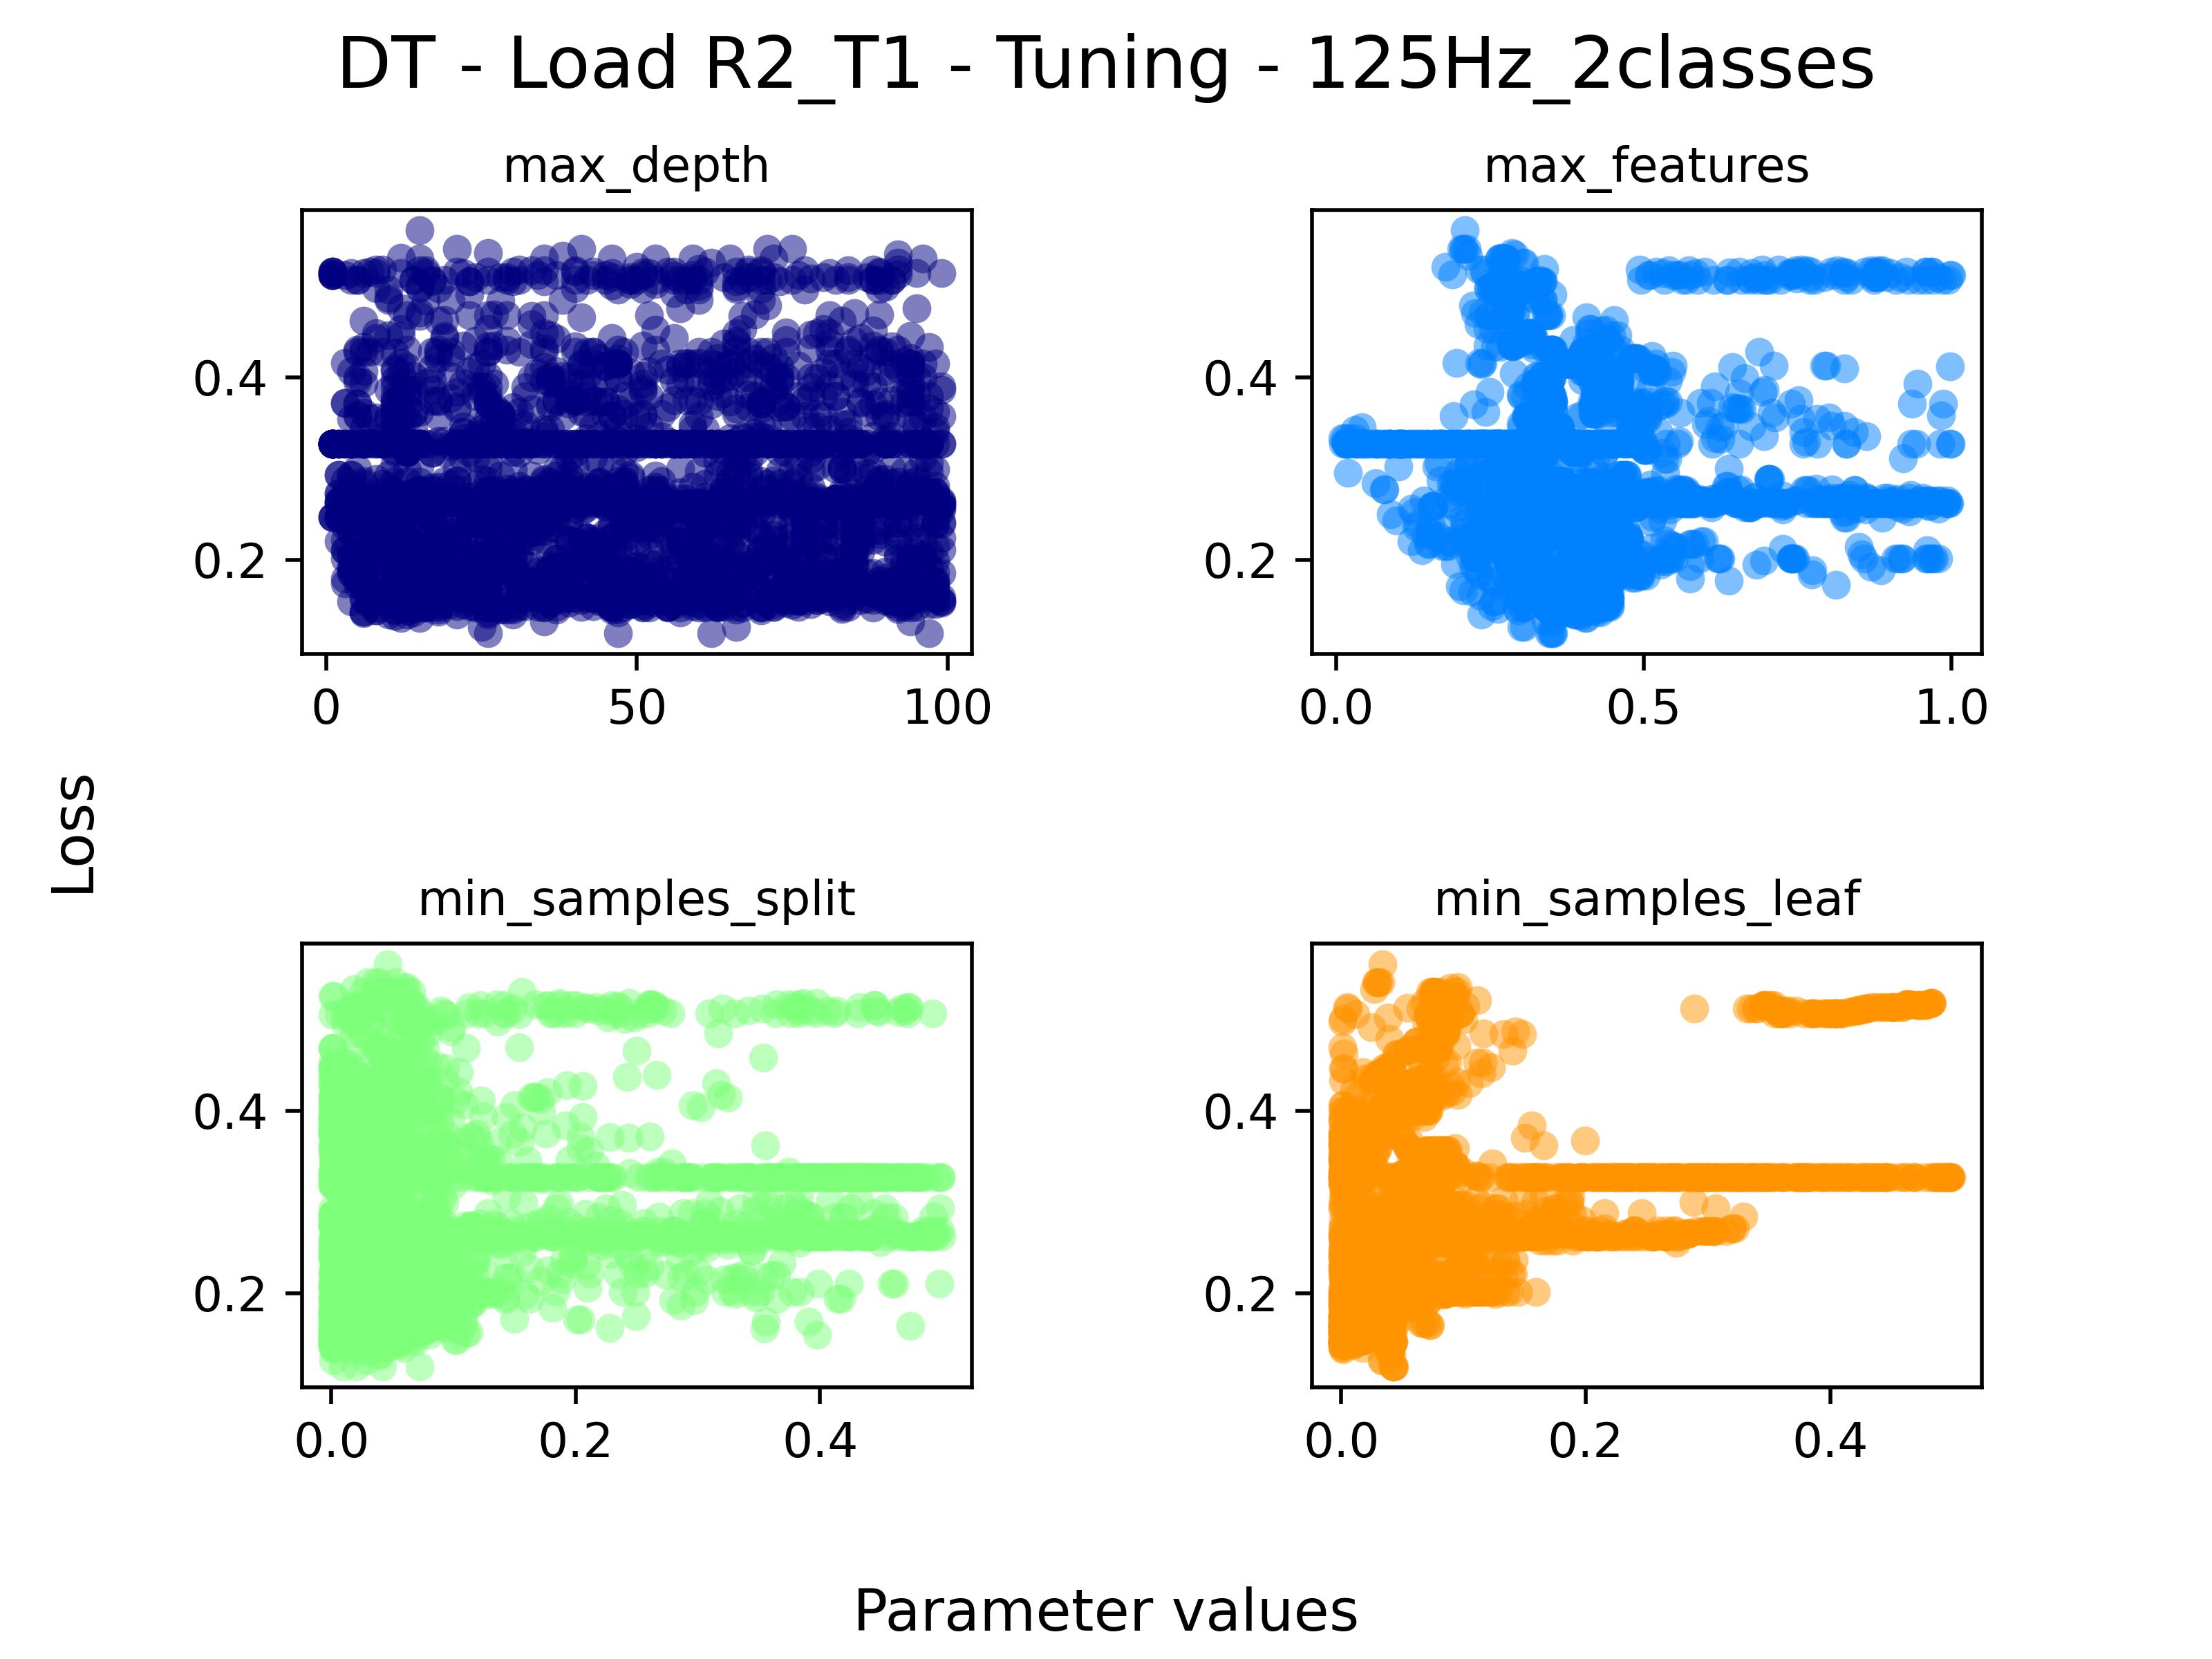 DT - Load R2_T1 - Tuning - 125Hz_2classes
max_depth
0.4
0.2
0 50 100
max_features
0.4
0.2
0.0 0.5 1.0
Loss
min_samples_split
0.4
0.2
0.0 0.2 0.4
min_samples_leaf
0.4
0.2
0.0 0.2 0.4
Parameter values